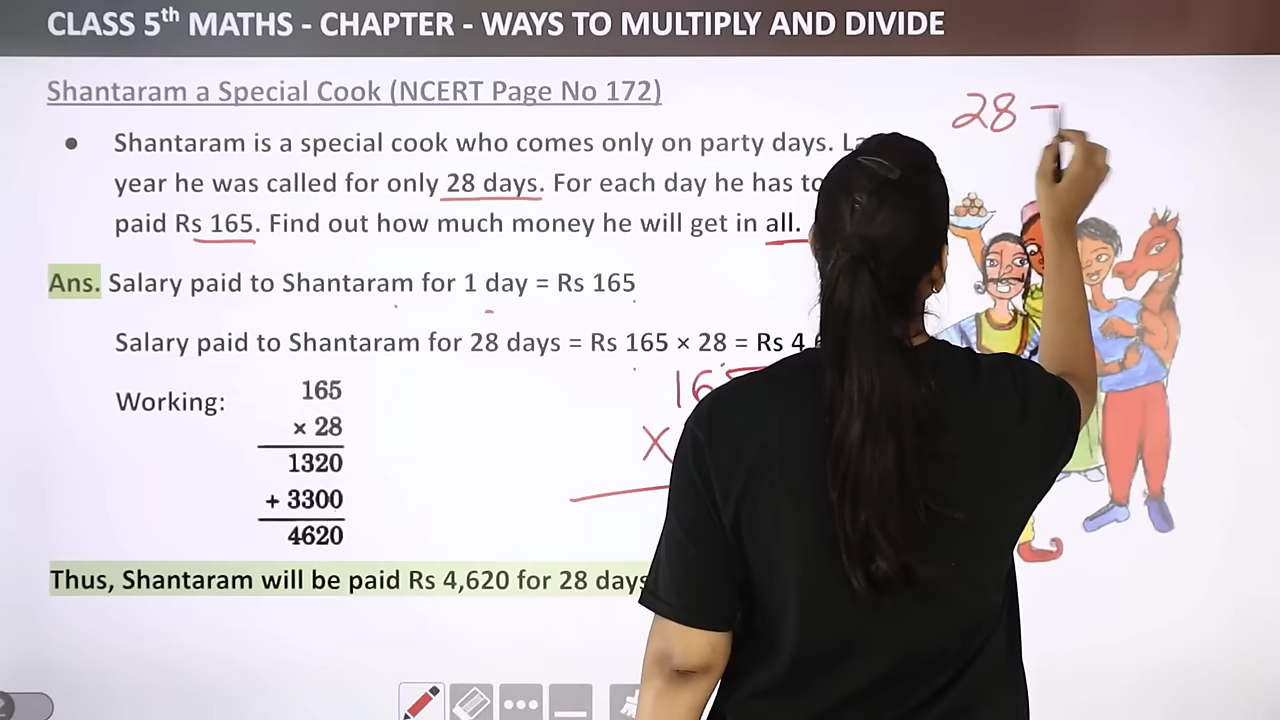 CLASS 5th MATHS - CHAPTER - WAYS TO MULTIPLY AND DIVIDE
Shantaram a Special Cook (NCERT Page No 172)
• Shantaram is a special cook who comes only on party days.
year he was called for only 28 days. For each day he has
paid Rs 165. Find out how much money he will get in all.
Ans. Salary paid to Shantaram for 1 day = Rs 165
Salary paid to Shantaram for 28 days = Rs 165 × 28 = Rs 4
Working:
165
× 28
1320
+ 3300
4620
Thus, Shantaram will be paid Rs 4,620 for 28 days
28 -
165
×